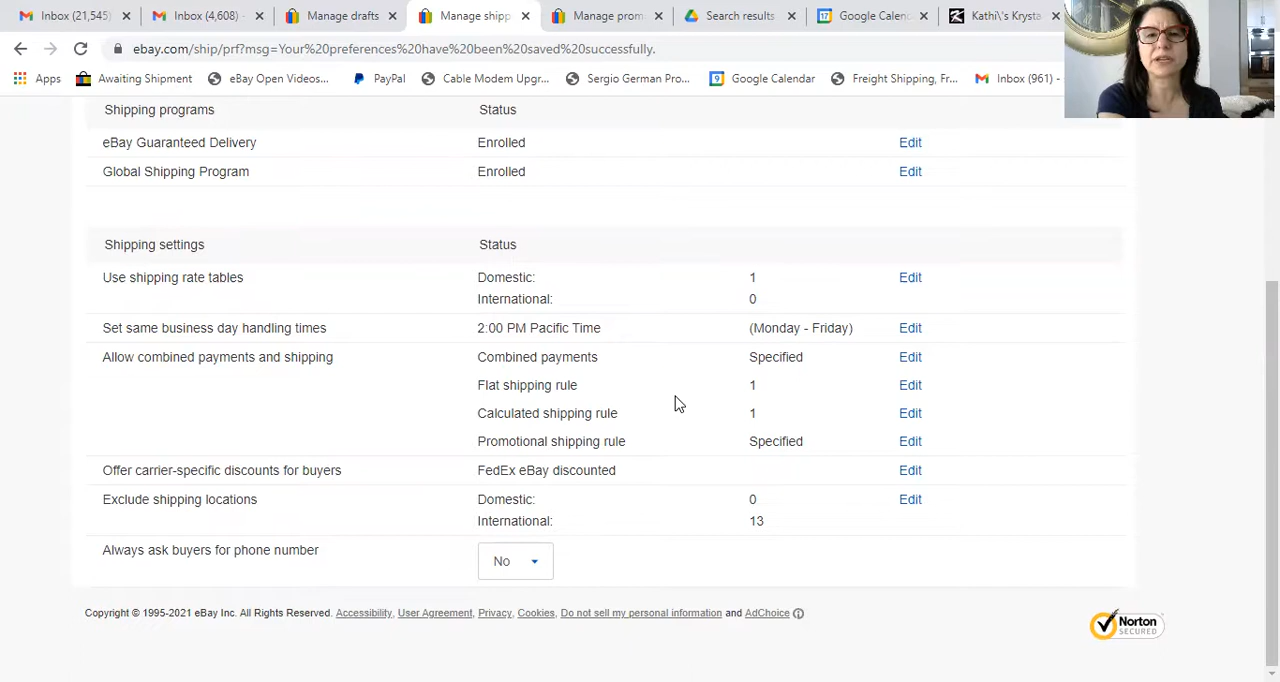 Inbox (21,545) × Inbox (4,608) - × Manage drafts × Manage shipp × Manage prom × Search results × Google Calend × Kathi\'s Krysta ×
ebay.com/ship/prf?msg=Your%20preferences%20have%20been%20saved%20successfully.
Apps Awaiting Shipment eBay Open Videos... PayPal Cable Modem Upgr... Sergio German Pro... Google Calendar Freight Shipping, Fr... Inbox (961) -
Shipping programs Status
eBay Guaranteed Delivery Enrolled Edit
Global Shipping Program Enrolled Edit
Shipping settings Status
Use shipping rate tables Domestic: 1 Edit
International: 0
Set same business day handling times 2:00 PM Pacific Time (Monday - Friday) Edit
Allow combined payments and shipping Combined payments Specified Edit
Flat shipping rule 1 Edit
Calculated shipping rule 1 Edit
Promotional shipping rule Specified Edit
Offer carrier-specific discounts for buyers FedEx eBay discounted Edit
Exclude shipping locations Domestic: 0 Edit
International: 13
Always ask buyers for phone number No
Copyright © 1995-2021 eBay Inc. All Rights Reserved. Accessibility, User Agreement, Privacy, Cookies, Do not sell my personal information and AdChoice
Norton
SECURED